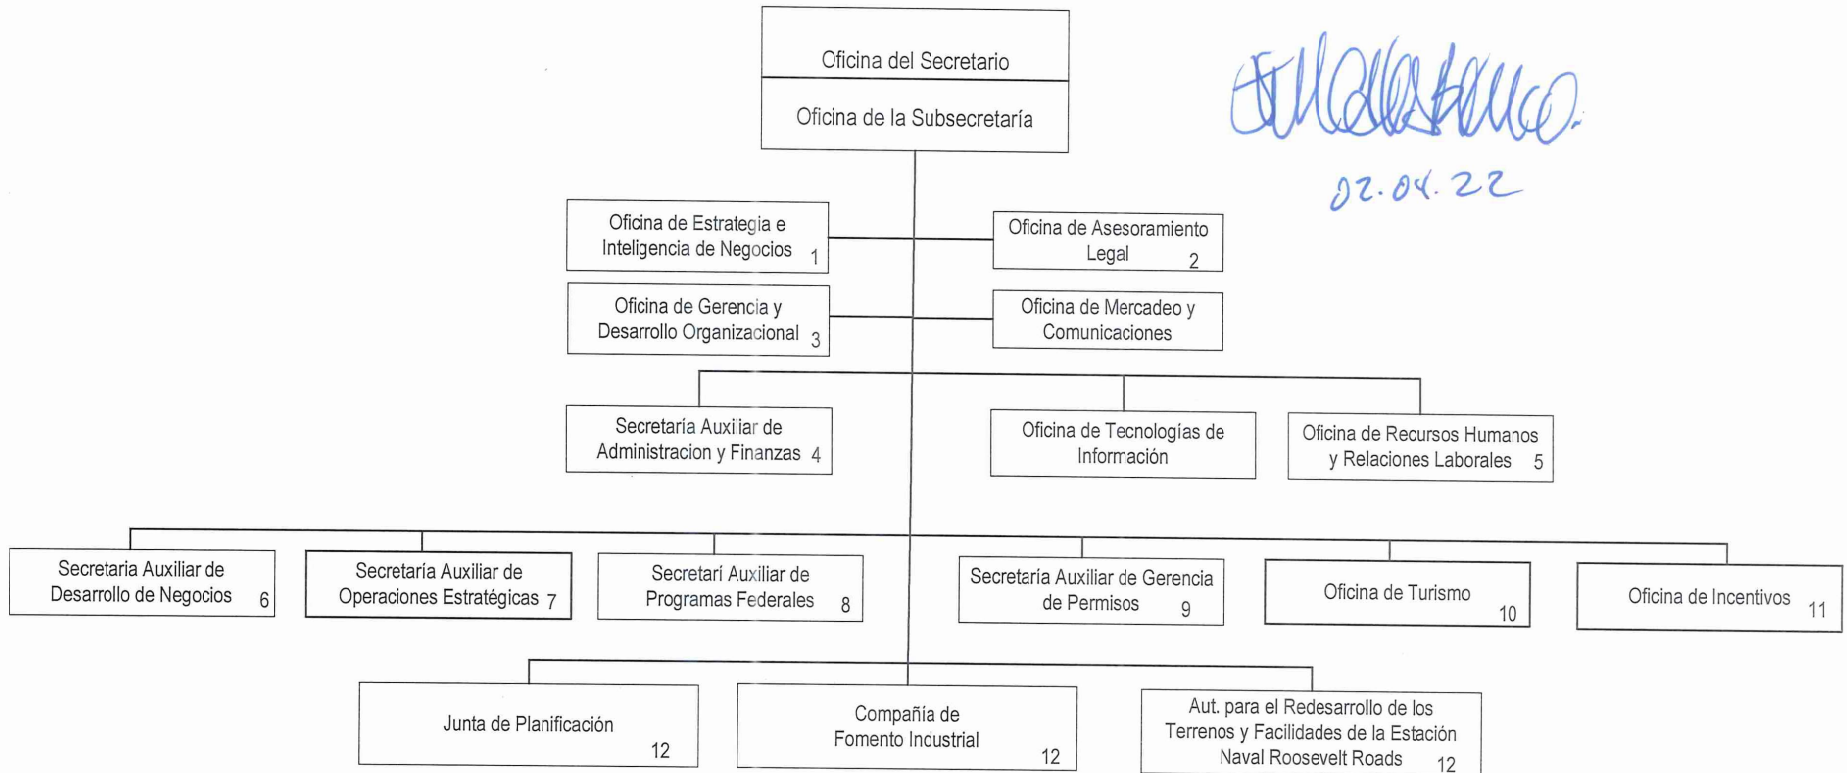 Oficina del Secretario
Oficina de la Subsecretaría
02.04.22
Oficina de Estrategia e
Inteligencia de Negocios 1
Oficina de Asesoramiento
Legal 2
Oficina de Gerencia y
Desarrollo Organizacional 3
Oficina de Mercadeo y
Comunicaciones
Secretaría Auxiliar de
Administracion y Finanzas 4
Oficina de Tecnologías de
Información
Oficina de Recursos Humanos
y Relaciones Laborales 5
Secretaria Auxiliar de
Desarrollo de Negocios 6
Secretaría Auxiliar de
Operaciones Estratégicas 7
Secretarí Auxiliar de
Programas Federales 8
Secretaría Auxiliar de Gerencia
de Permisos 9
Oficina de Turismo
10
Oficina de Incentivos 11
Junta de Planificación
12
Compañía de
Fomento Incustrial
12
Aut. para el Redesarrollo de los
Terrenos y Facilidades de la Estación
Naval Roosevelt Roads 12